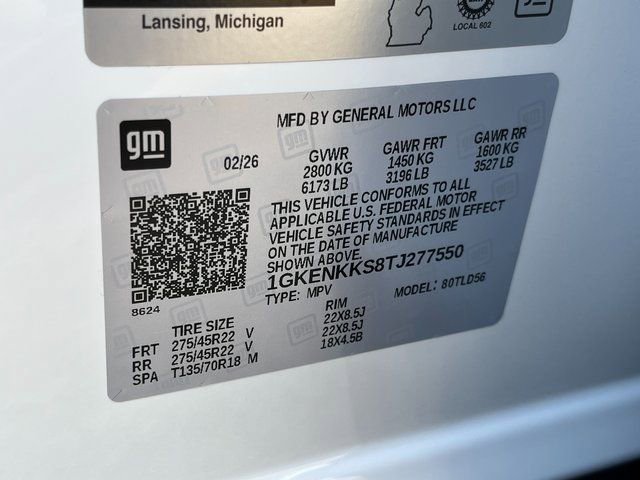 Lansing, Michigan
LOCAL 602
gm
MFD BY GENERAL MOTORS LLC
02/26
GVWR GAWR FRT GAWR RR
2800 KG 1450 KG 1600 KG
6173 LB 3196 LB 3527 LB
THIS VEHICLE CONFORMS TO ALL
APPLICABLE U.S. FEDERAL MOTOR
VEHICLE SAFETY STANDARDS IN EFFECT
ON THE DATE OF MANUFACTURE
SHOWN ABOVE.
1GKENKKS8TJ277550
TYPE: MPV MODEL: 80TLD56
8624
TIRE SIZE RIM
FRT 275/45R22 V 22X8.5J
RR 275/45R22 V 22X8.5J
SPA T135/70R18 M 18X4.5B